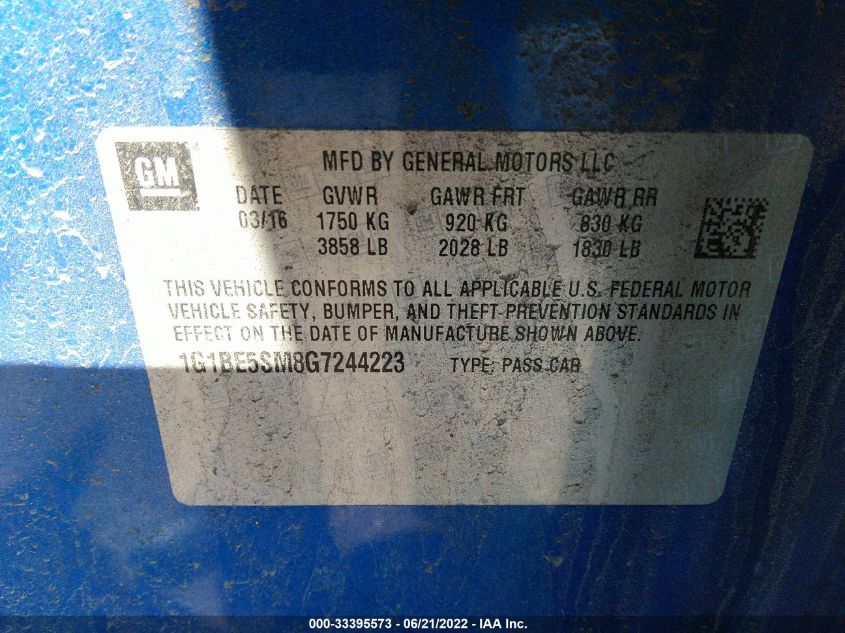 GM
MFD BY GENERAL MOTORS LLC
DATE GVWR GAWR FRT GAWR RR
03/16 1750 KG 920 KG 830 KG
3858 LB 2028 LB 1830 LB
THIS VEHICLE CONFORMS TO ALL APPLICABLE U.S. FEDERAL MOTOR
VEHICLE SAFETY, BUMPER, AND THEFT PREVENTION STANDARDS IN
EFFECT ON THE DATE OF MANUFACTURE SHOWN ABOVE.
1G1BE5SM8G7244223 TYPE: PASS CAR
000-33395573 - 06/21/2022 - IAA Inc.